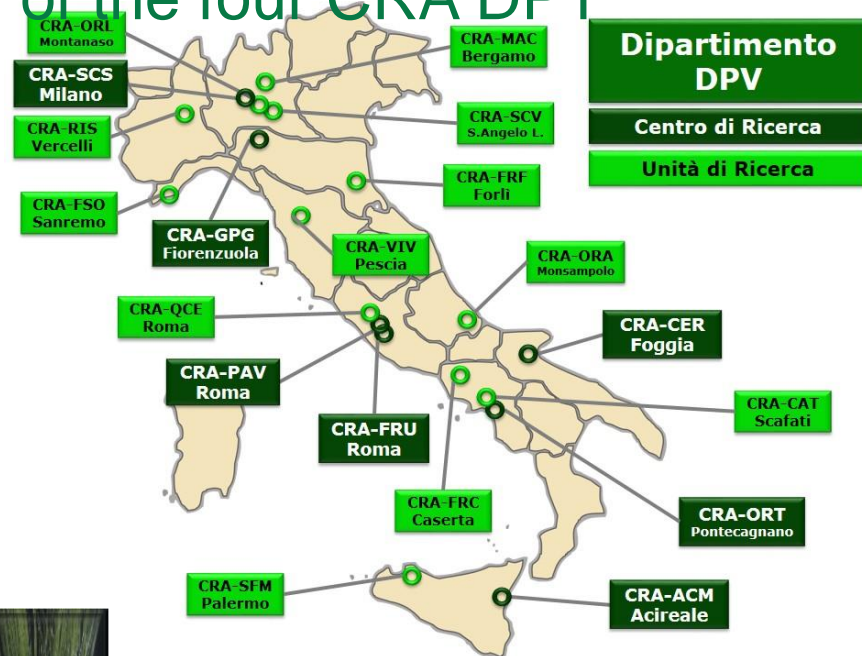 of the four CRA DPT
CRA-ORL
Montanaso
CRA-MAC
Bergamo
Dipartimento
DPV
CRA-SCS
Milano
CRA-SCV
S.Angelo L.
Centro di Ricerca
CRA-RIS
Vercelli
Unità di Ricerca
CRA-FRF
Forlì
CRA-FSO
Sanremo
CRA-GPG
Fiorenzuola
CRA-VIV
Pescia
CRA-ORA
Monsampolo
CRA-QCE
Roma
CRA-CER
Foggia
CRA-PAV
Roma
CRA-CAT
Scafati
CRA-FRU
Roma
CRA-FRC
Caserta
CRA-ORT
Pontecagnano
CRA-SFM
Palermo
CRA-ACM
Acireale